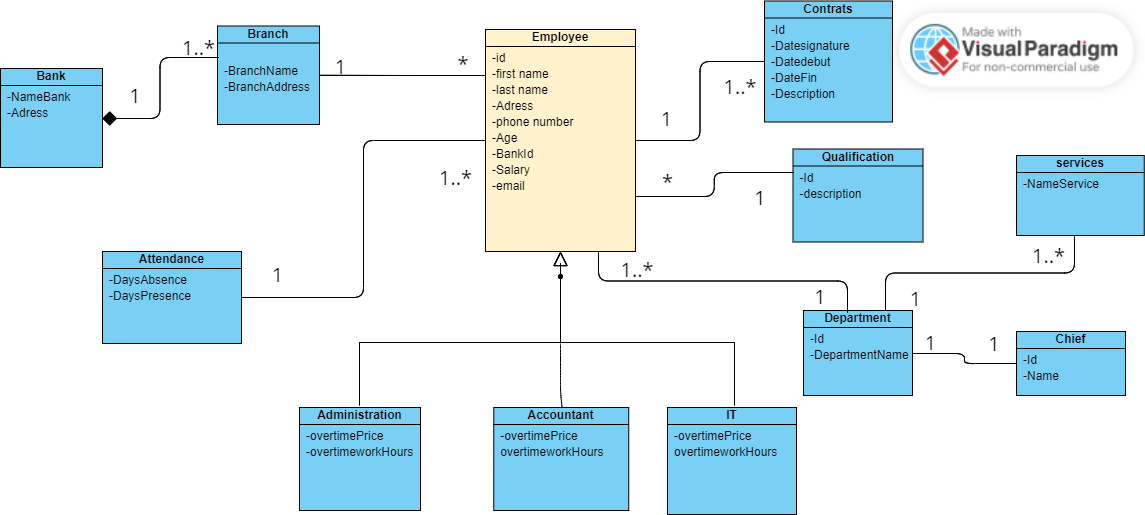 Bank
-NameBank
-Adress
1
1..*
Branch
-BranchName
-BranchAddress
1
*
Employee
-id
-first name
-last name
-Adress
-phone number
-Age
-BankId
-Salary
-email
1
1..*
Contrats
-Id
-Datesignature
-Datedebut
-DateFin
-Description
Made with
VisualParadigm
For non-commercial use
*
1
Qualification
-Id
-description
services
-NameService
1..*
1
1..*
1
Attendance
-DaysAbsence
-DaysPresence
1..*
1
Department
-Id
-DepartmentName
1
1
Chief
-Id
-Name
Administration
-overtimePrice
-overtimeworkHours
Accountant
-overtimePrice
overtimeworkHours
IT
-overtimePrice
overtimeworkHours